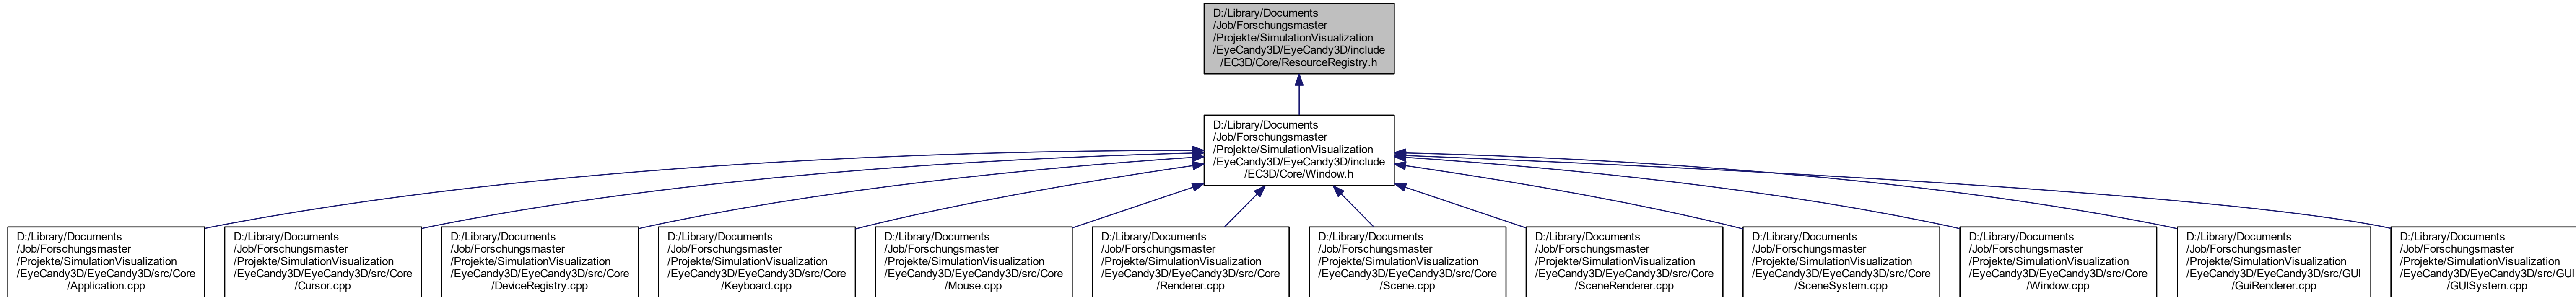 D:/Library/Documents
/Job/Forschungsmaster
/Projekte/SimulationVisualization
/EyeCandy3D/EyeCandy3D/include
/EC3D/Core/ResourceRegistry.h
D:/Library/Documents
/Job/Forschungsmaster
/Projekte/SimulationVisualization
/EyeCandy3D/EyeCandy3D/include
/EC3D/Core/Window.h
D:/Library/Documents
/Job/Forschungsmaster
/Projekte/SimulationVisualization
/EyeCandy3D/EyeCandy3D/src/Core
/Application.cpp
D:/Library/Documents
/Job/Forschungsmaster
/Projekte/SimulationVisualization
/EyeCandy3D/EyeCandy3D/src/Core
/Cursor.cpp
D:/Library/Documents
/Job/Forschungsmaster
/Projekte/SimulationVisualization
/EyeCandy3D/EyeCandy3D/src/Core
/DeviceRegistry.cpp
D:/Library/Documents
/Job/Forschungsmaster
/Projekte/SimulationVisualization
/EyeCandy3D/EyeCandy3D/src/Core
/Keyboard.cpp
D:/Library/Documents
/Job/Forschungsmaster
/Projekte/SimulationVisualization
/EyeCandy3D/EyeCandy3D/src/Core
/Mouse.cpp
D:/Library/Documents
/Job/Forschungsmaster
/Projekte/SimulationVisualization
/EyeCandy3D/EyeCandy3D/src/Core
/Renderer.cpp
D:/Library/Documents
/Job/Forschungsmaster
/Projekte/SimulationVisualization
/EyeCandy3D/EyeCandy3D/src/Core
/Scene.cpp
D:/Library/Documents
/Job/Forschungsmaster
/Projekte/SimulationVisualization
/EyeCandy3D/EyeCandy3D/src/Core
/SceneRenderer.cpp
D:/Library/Documents
/Job/Forschungsmaster
/Projekte/SimulationVisualization
/EyeCandy3D/EyeCandy3D/src/Core
/SceneSystem.cpp
D:/Library/Documents
/Job/Forschungsmaster
/Projekte/SimulationVisualization
/EyeCandy3D/EyeCandy3D/src/Core
/Window.cpp
D:/Library/Documents
/Job/Forschungsmaster
/Projekte/SimulationVisualization
/EyeCandy3D/EyeCandy3D/src/GUI
/GuiRenderer.cpp
D:/Library/Documents
/Job/Forschungsmaster
/Projekte/SimulationVisualization
/EyeCandy3D/EyeCandy3D/src/GUI
/GUISystem.cpp